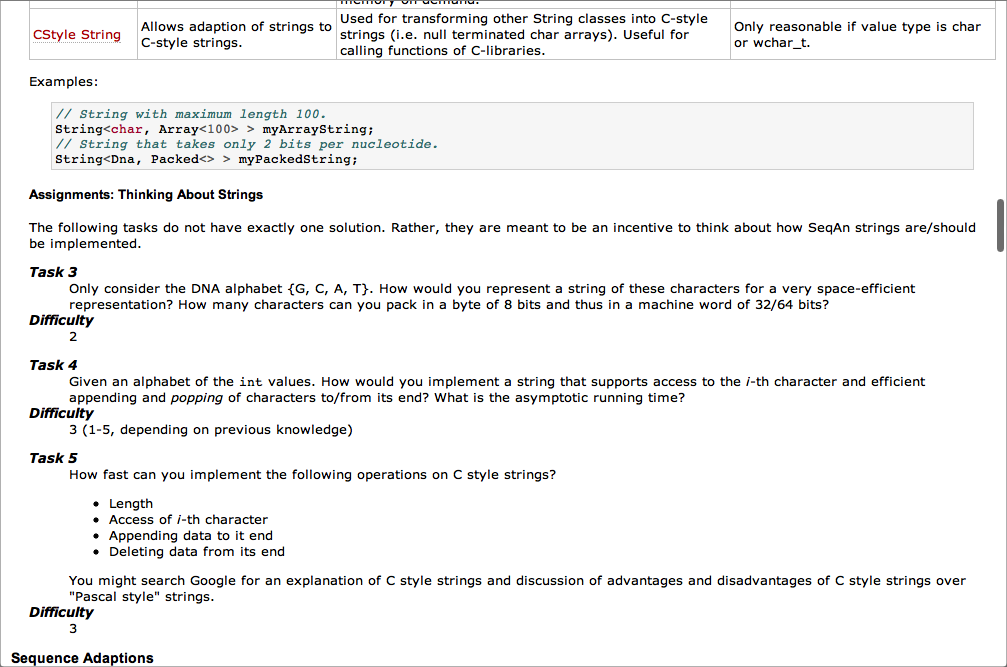 memory on demand.
CStyle String
Allows adaption of strings to
C-style strings.
Used for transforming other String classes into C-style
strings (i.e. null terminated char arrays). Useful for
calling functions of C-libraries.
Only reasonable if value type is char
or wchar_t.
Examples:
// String with maximum length 100.
String<char, Array<100> > myArrayString;
// String that takes only 2 bits per nucleotide.
String<Dna, Packed<> > myPackedString;
Assignments: Thinking About Strings
The following tasks do not have exactly one solution. Rather, they are meant to be an incentive to think about how SeqAn strings are/should
be implemented.
Task 3
Only consider the DNA alphabet {G, C, A, T}. How would you represent a string of these characters for a very space-efficient
representation? How many characters can you pack in a byte of 8 bits and thus in a machine word of 32/64 bits?
Difficulty
2
Task 4
Given an alphabet of the int values. How would you implement a string that supports access to the i-th character and efficient
appending and popping of characters to/from its end? What is the asymptotic running time?
Difficulty
3 (1-5, depending on previous knowledge)
Task 5
How fast can you implement the following operations on C style strings?
• Length
• Access of i-th character
• Appending data to it end
• Deleting data from its end
You might search Google for an explanation of C style strings and discussion of advantages and disadvantages of C style strings over
"Pascal style" strings.
Difficulty
3
Sequence Adaptions